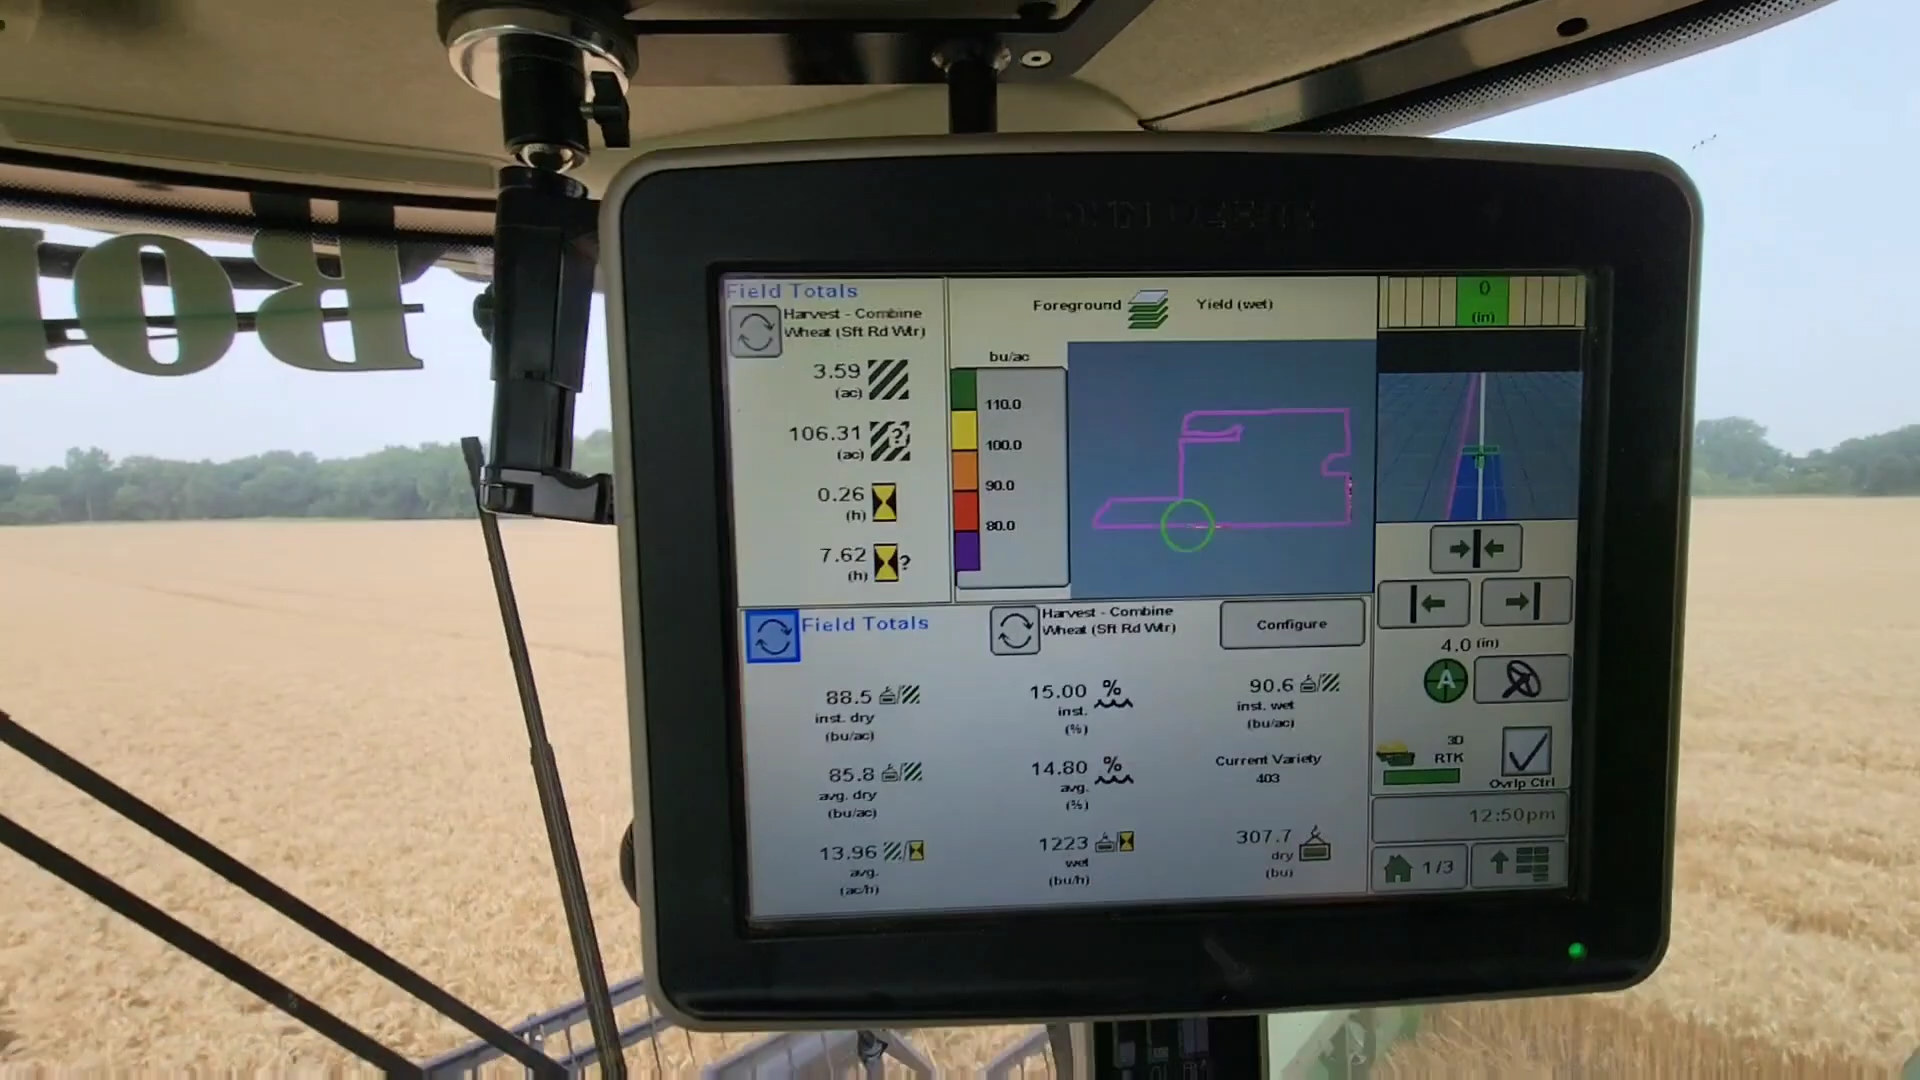 BOI
JOHN DEERE
Field Totals
Harvest - Combine
Wheat (Sft Rd Wtr)
3.59
(ac)
106.31
?
(ac)
0.26
(h)
7.62
?
(h)
Foreground
Yield (wet)
bu/ac
110.0
100.0
90.0
80.0
0
(in)
Field Totals
Harvest - Combine
Wheat (Sft Rd Wtr)
Configure
88.5
inst. dry
(bu/ac)
15.00 %
inst.
(%)
90.6
inst. wet
(bu/ac)
85.8
avg. dry
(bu/ac)
14.80 %
avg.
(%)
Current Variety
403
13.96
avg.
(ac/h)
1223
wet
(bu/h)
307.7
dry
(bu)
4.0 (in)
A
3D
RTK
Ovrlp Ctrl
12:50pm
1/3